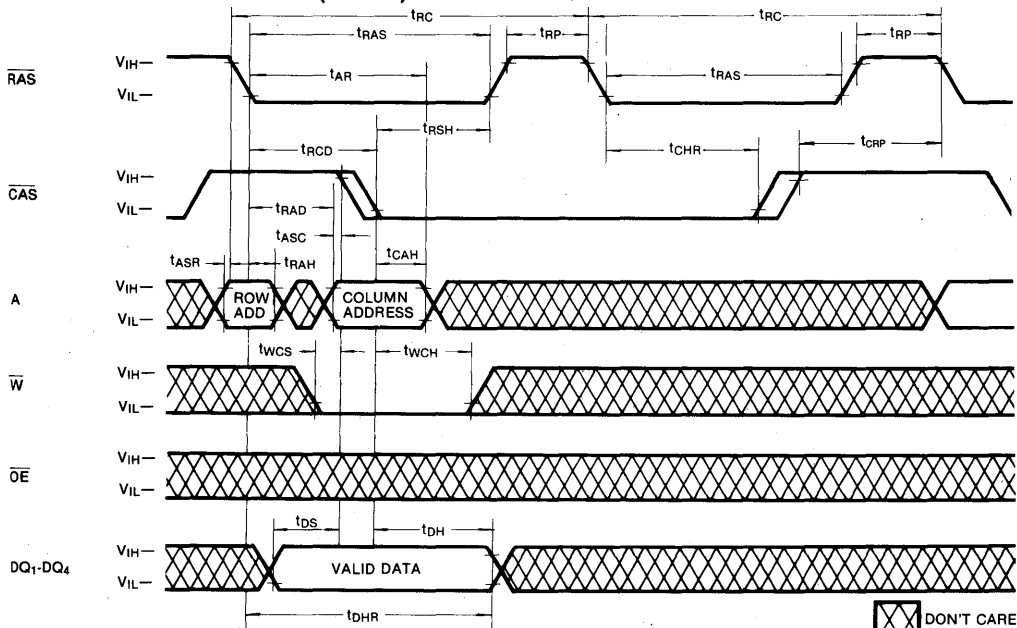 tRC tRC
tRAS tRP tRP
RAS VIH— tAR tRAS
VIL—
tRSH
tRCD tCHR tCRP
CAS VIH—
VIL— tRAD
tASC
tASR tRAH tCAH
A VIH— ROW ADD COLUMN ADDRESS
VIL—
tWCS tWCH
W VIH—
VIL—
OE VIH—
VIL—
tDS tDH
DQ1-DQ4 VIH— VALID DATA
VIL—
tDHR
DON'T CARE